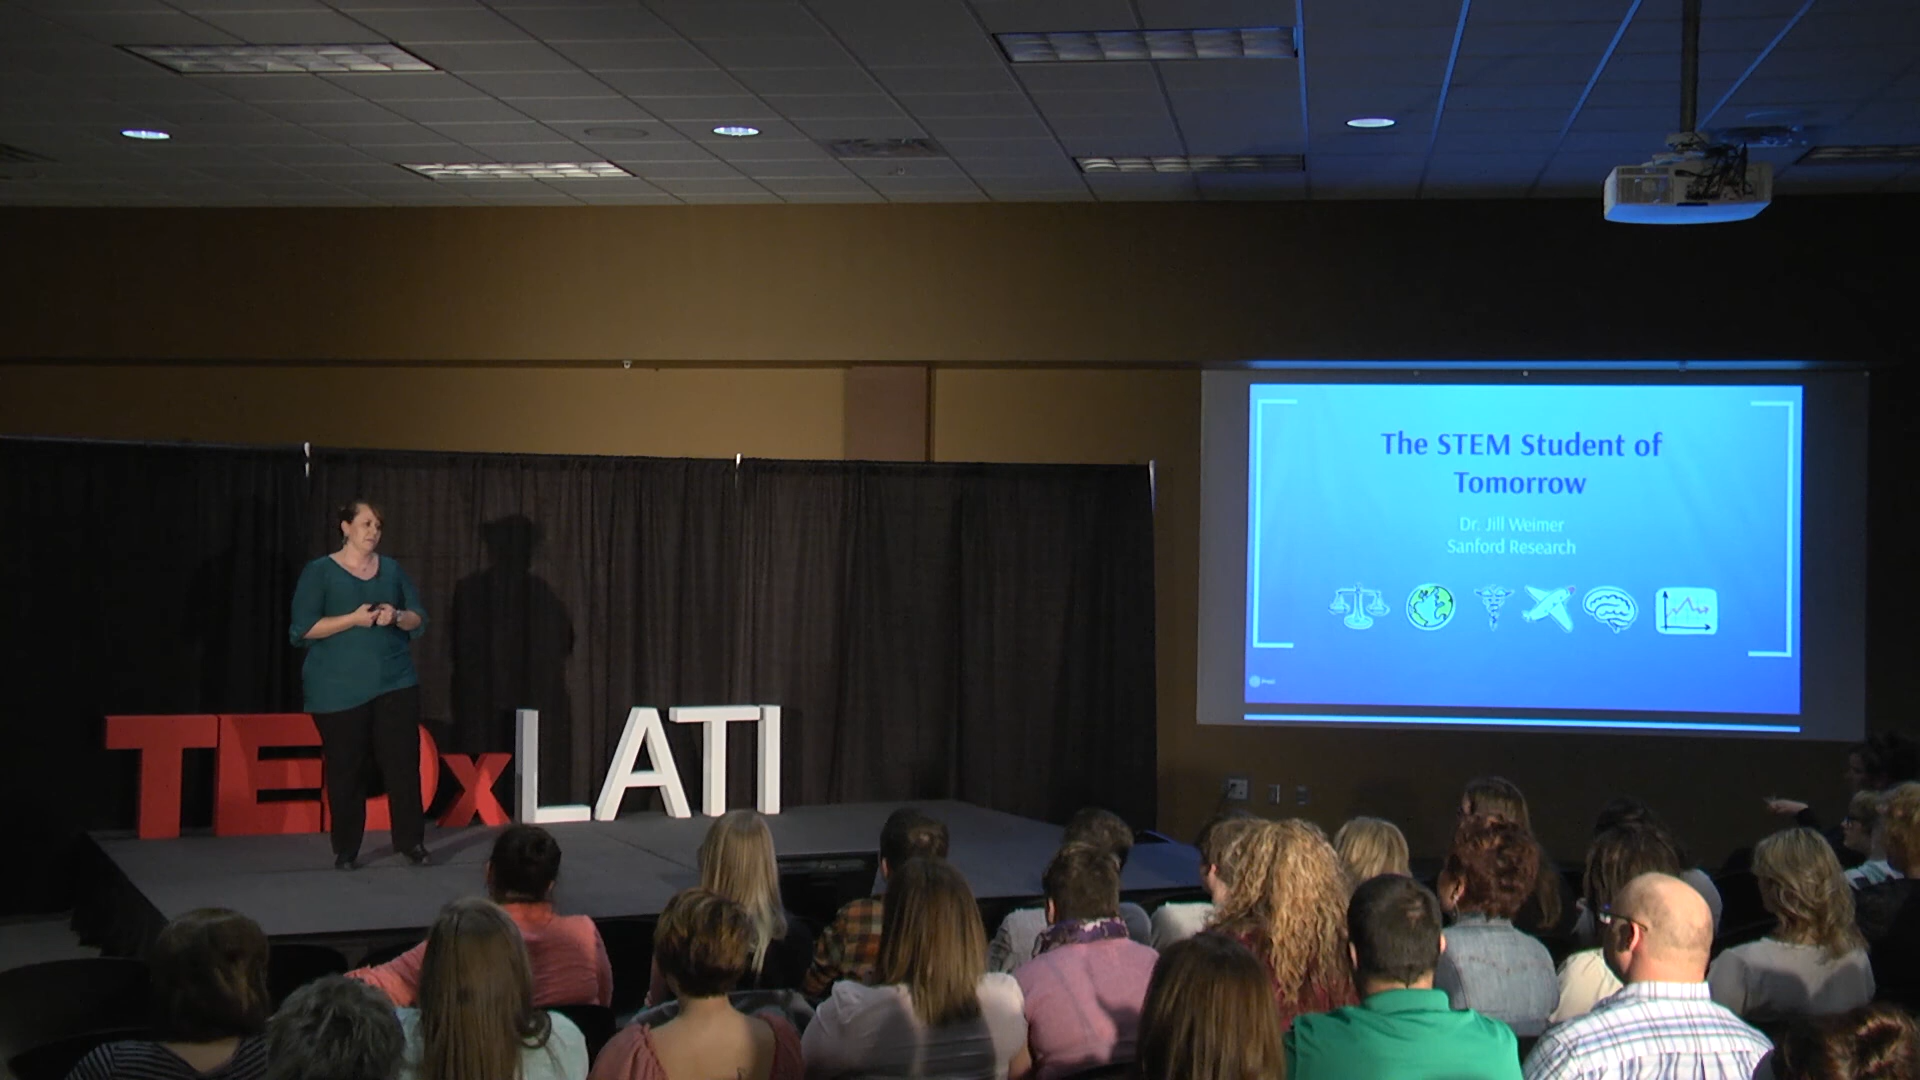 The STEM Student of
Tomorrow
Dr. Jill Weimer
Sanford Research
TEDxLATI